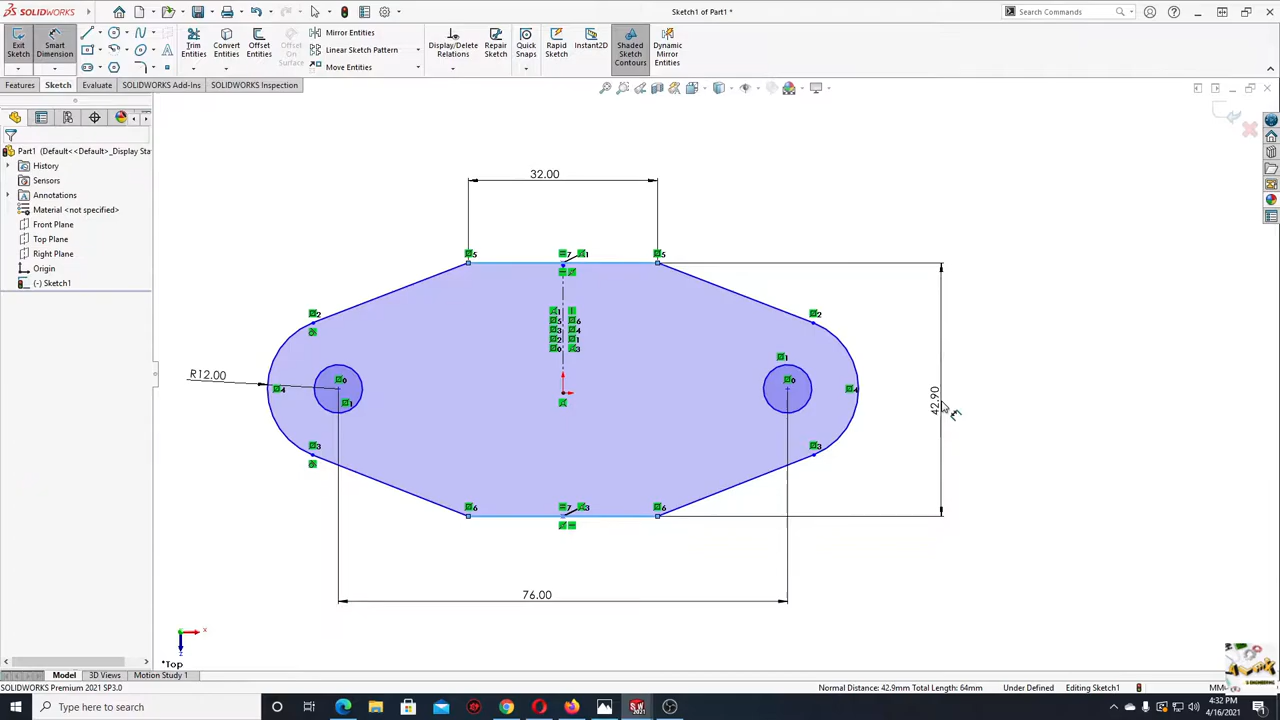 SOLIDWORKS
Sketch1 of Part1 *
Search Commands
Exit Sketch
Smart Dimension
Trim Entities
Convert Entities
Offset Entities
Offset On Surface
Mirror Entities
Linear Sketch Pattern
Move Entities
Display/Delete Relations
Repair Sketch
Quick Snaps
Rapid Sketch
Instant2D
Shaded Sketch Contours
Dynamic Mirror Entities
Features
Sketch
Evaluate
SOLIDWORKS Add-Ins
SOLIDWORKS Inspection
Part1 (Default<<Default>_Display Sta
History
Sensors
Annotations
Material <not specified>
Front Plane
Top Plane
Right Plane
Origin
(-) Sketch1
32.00
R12.00
42.90
76.00
*Top
Model
3D Views
Motion Study 1
SOLIDWORKS Premium 2021 SP3.0
Normal Distance: 42.9mm Total Length: 64mm
Under Defined
Editing Sketch1
Type here to search
4:32 PM
4/16/2021